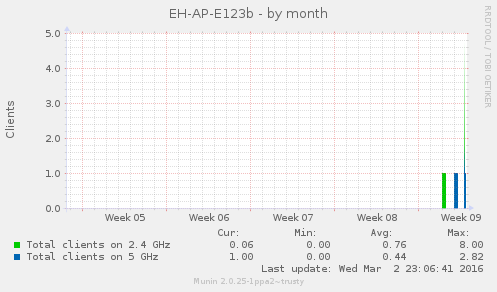 EH-AP-E123b - by month
RRDTOOL / TOBI OETIKER
Clients
5.0
4.0
3.0
2.0
1.0
0.0
Week 05 Week 06 Week 07 Week 08 Week 09
Cur: Min: Avg: Max:
Total clients on 2.4 GHz 0.06 0.00 0.76 8.00
Total clients on 5 GHz 1.00 0.00 0.44 2.82
Last update: Wed Mar 2 23:06:41 2016
Munin 2.0.25-1ppa2~trusty